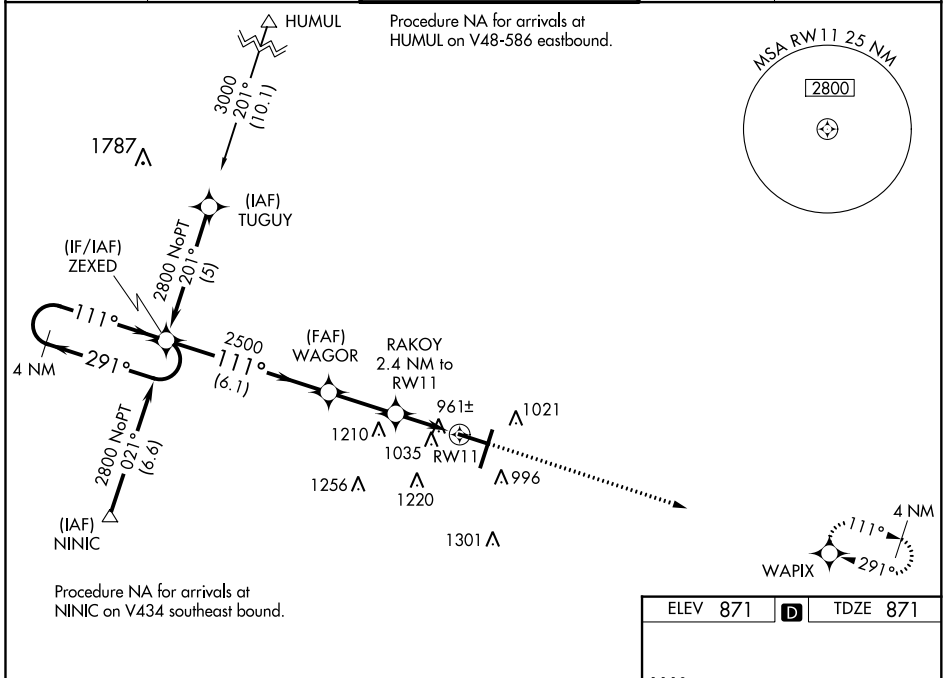 HUMUL
Procedure NA for arrivals at
HUMUL on V48-586 eastbound.
MSA RW11 25 NM
2800
3000
201°
(10.1)
1787
(IAF)
TUGUY
(IF/IAF)
ZEXED
2800 NoPT
201°
(5)
111°
291°
4 NM
2500
111°
(6.1)
(FAF)
WAGOR
RAKOY
2.4 NM to
RW11
961±
1021
1210
1035
RW11
996
1256
1220
1301
2800 NoPT
021°
(6.6)
(IAF)
NINIC
4 NM
111°
291°
WAPIX
Procedure NA for arrivals at
NINIC on V434 southeast bound.
ELEV 871 D TDZE 871